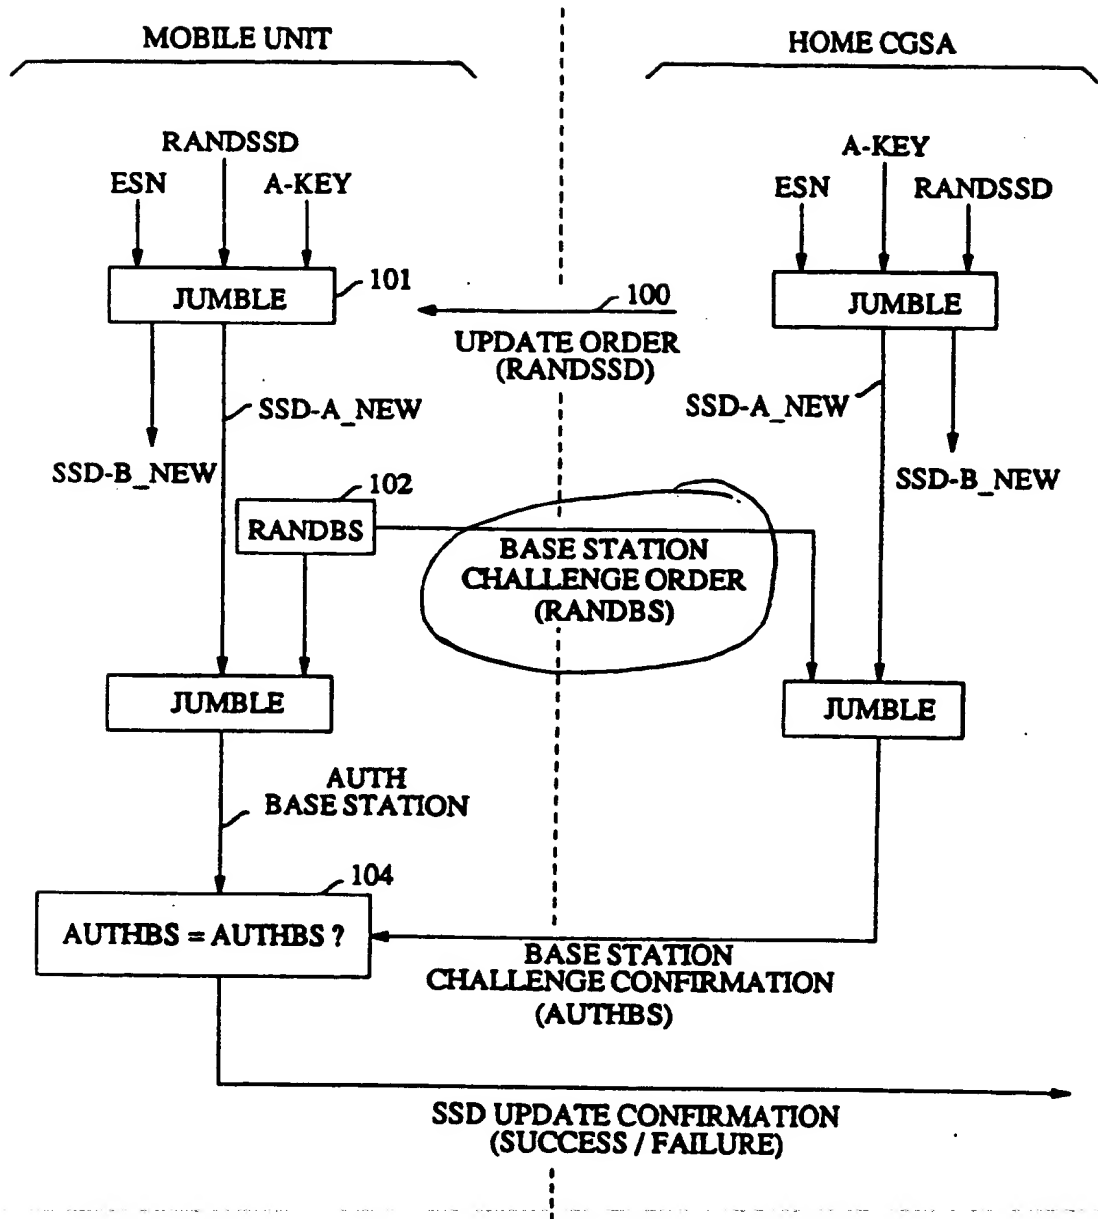 MOBILE UNIT
HOME CGSA
RANDSSD
ESN
A-KEY
A-KEY
ESN
RANDSSD
JUMBLE
101
100
JUMBLE
UPDATE ORDER
(RANDSSD)
SSD-A_NEW
SSD-A_NEW
SSD-B_NEW
SSD-B_NEW
102
RANDBS
BASE STATION
CHALLENGE ORDER
(RANDBS)
JUMBLE
JUMBLE
AUTH
BASE STATION
104
AUTHBS = AUTHBS ?
BASE STATION
CHALLENGE CONFIRMATION
(AUTHBS)
SSD UPDATE CONFIRMATION
(SUCCESS / FAILURE)